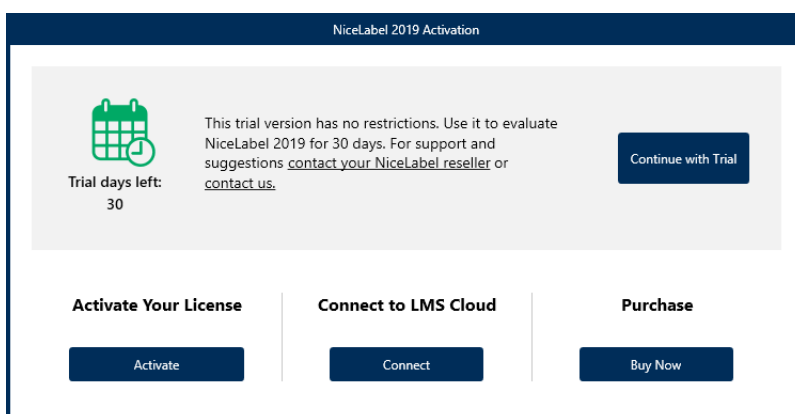 NiceLabel 2019 Activation
This trial version has no restrictions. Use it to evaluate
NiceLabel 2019 for 30 days. For support and
suggestions contact your NiceLabel reseller or
contact us.
Trial days left:
30
Continue with Trial
Activate Your License
Activate
Connect to LMS Cloud
Connect
Purchase
Buy Now